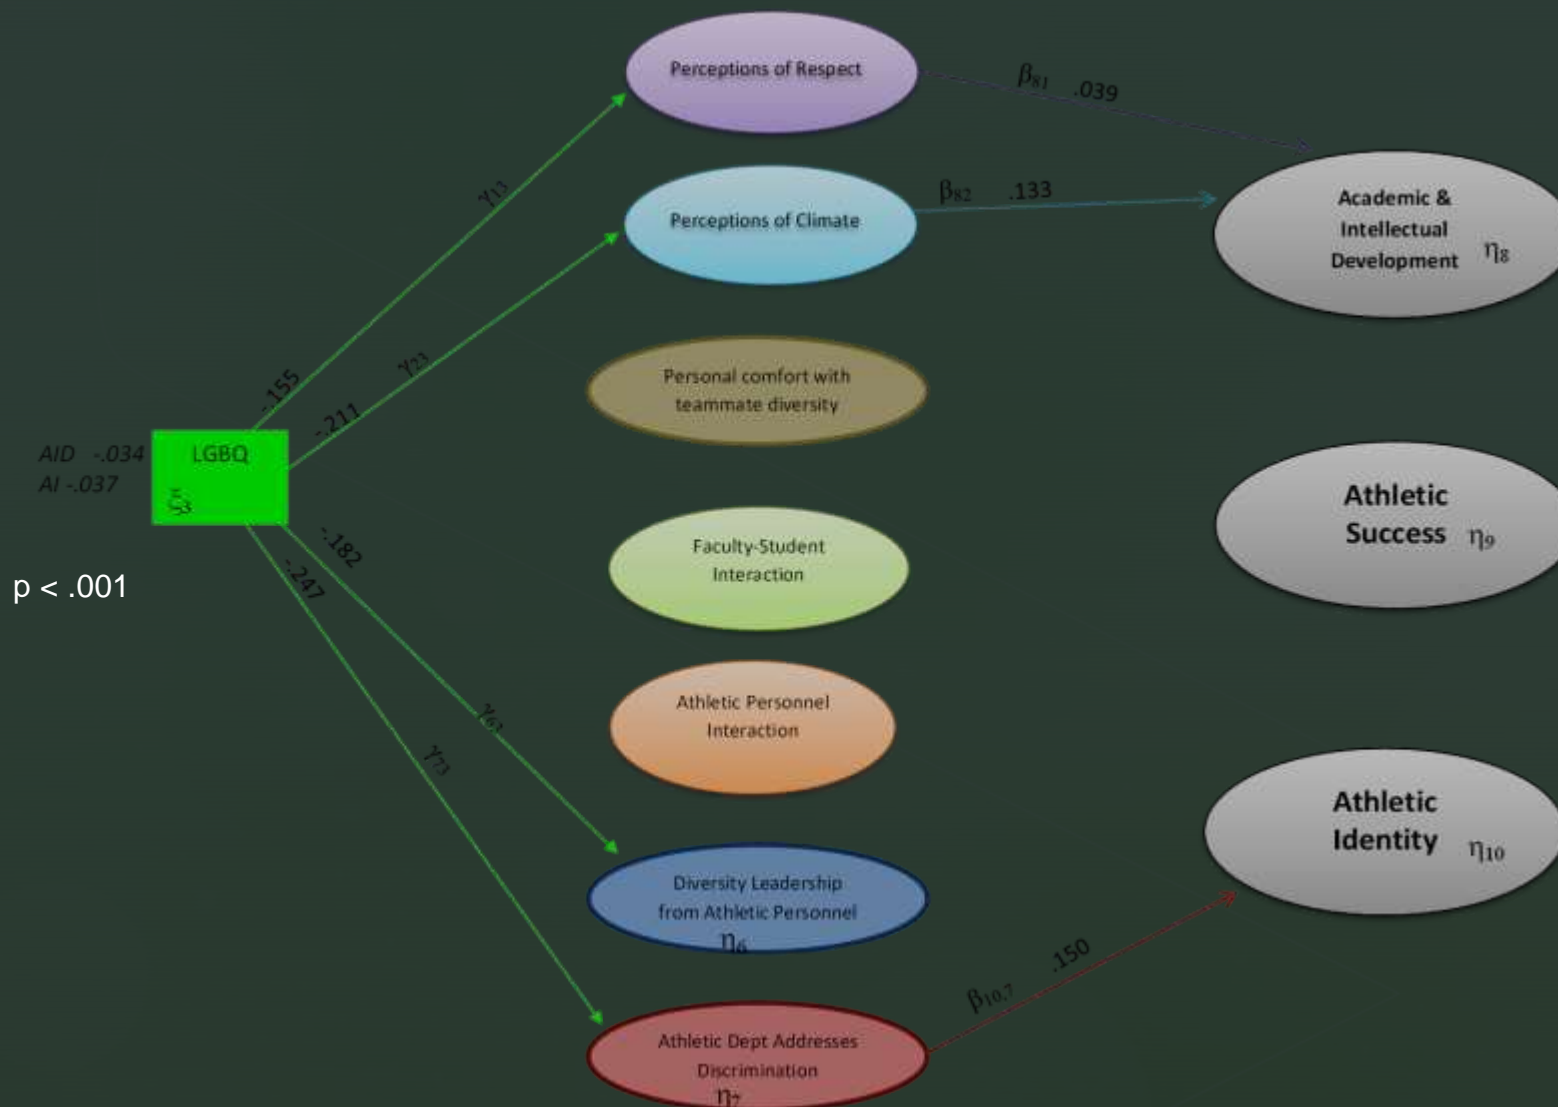 Perceptions of Respect
β81 .039
γ13
Perceptions of Climate
β82 .133
Academic &
Intellectual
Development η8
γ23
-.155
-.211
Personal comfort with
teammate diversity
AID -.034
AI -.037
LGBQ
ξ3
Athletic
Success η9
-.182
-.247
p < .001
Faculty-Student
Interaction
γ63
γ73
Athletic Personnel
Interaction
Athletic
Identity η10
Diversity Leadership
from Athletic Personnel
η6
β10,7 .150
Athletic Dept Addresses
Discrimination
η7